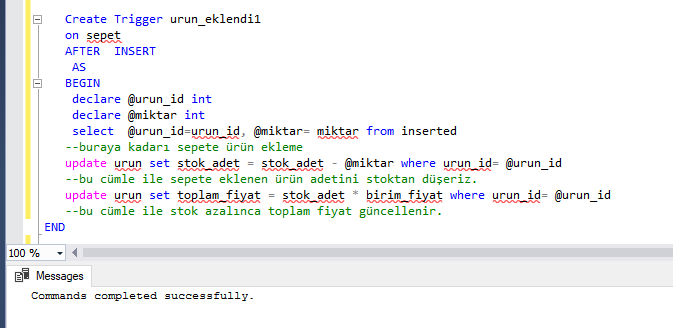 Create Trigger urun_eklendi1
on sepet
AFTER  INSERT
AS
BEGIN
declare @urun_id int
declare @miktar int
select  @urun_id=urun_id, @miktar= miktar from inserted
--buraya kadarı sepete ürün ekleme
update urun set stok_adet = stok_adet - @miktar where urun_id= @urun_id
--bu cümle ile sepete eklenen ürün adetini stoktan düşeriz.
update urun set toplam_fiyat = stok_adet * birim_fiyat where urun_id= @urun_id
--bu cümle ile stok azalınca toplam fiyat güncellenir.
END
100 %
Messages
Commands completed successfully.